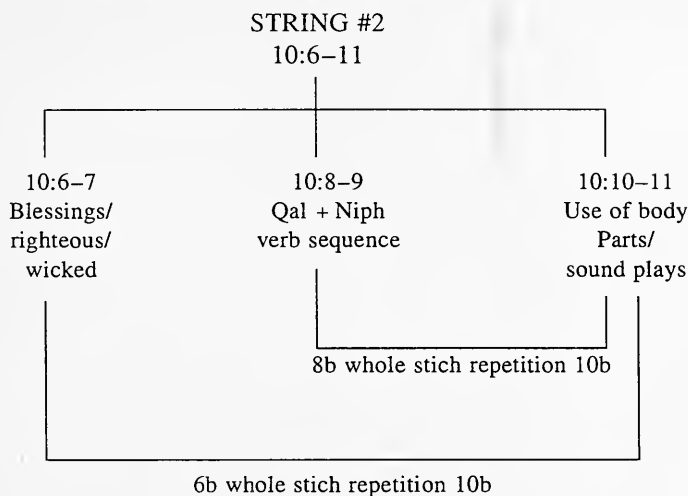 STRING #2
10:6–11
10:6–7
Blessings/
righteous/
wicked
10:8–9
Qal + Niph
verb sequence
10:10–11
Use of body
Parts/
sound plays
8b whole stich repetition 10b
6b whole stich repetition 10b